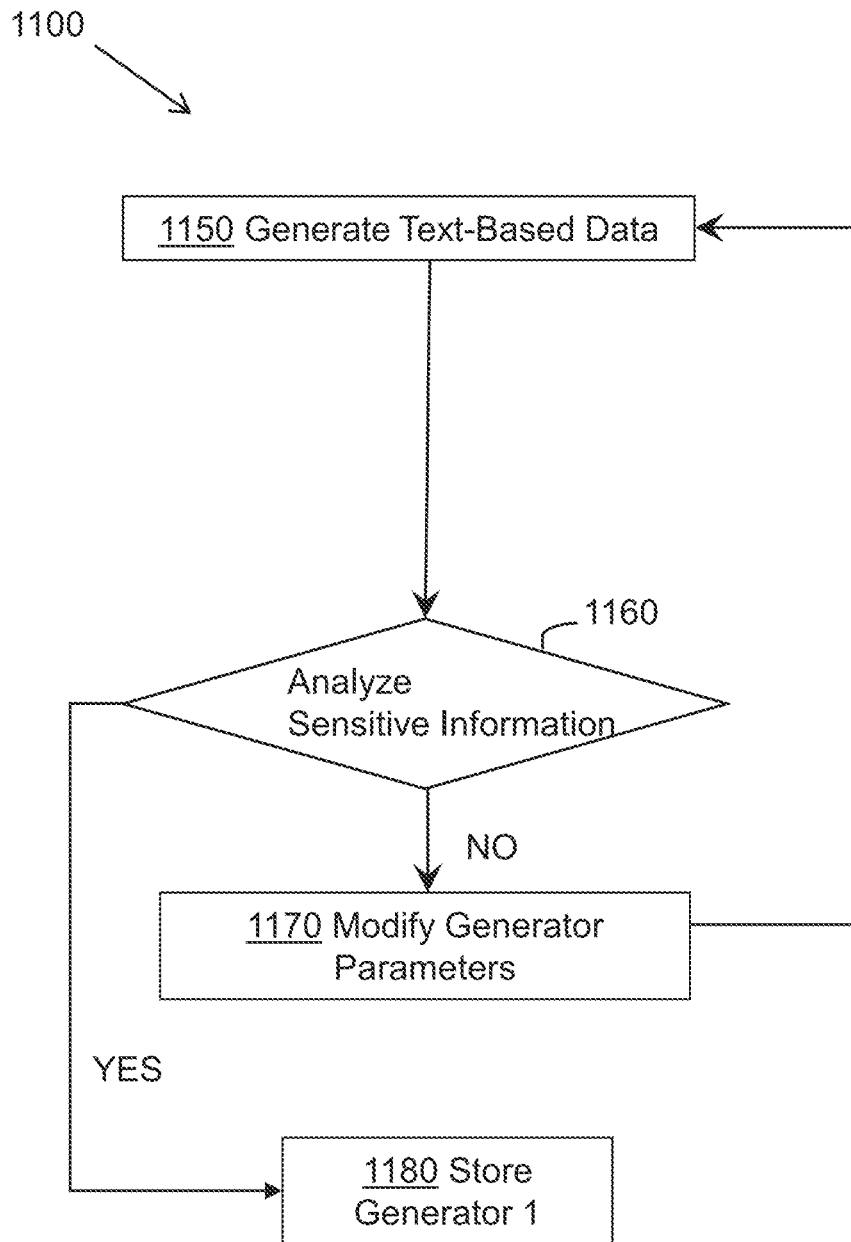 1100
1150 Generate Text-Based Data
1160
Analyze
Sensitive Information
NO
1170 Modify Generator
Parameters
YES
1180 Store
Generator 1